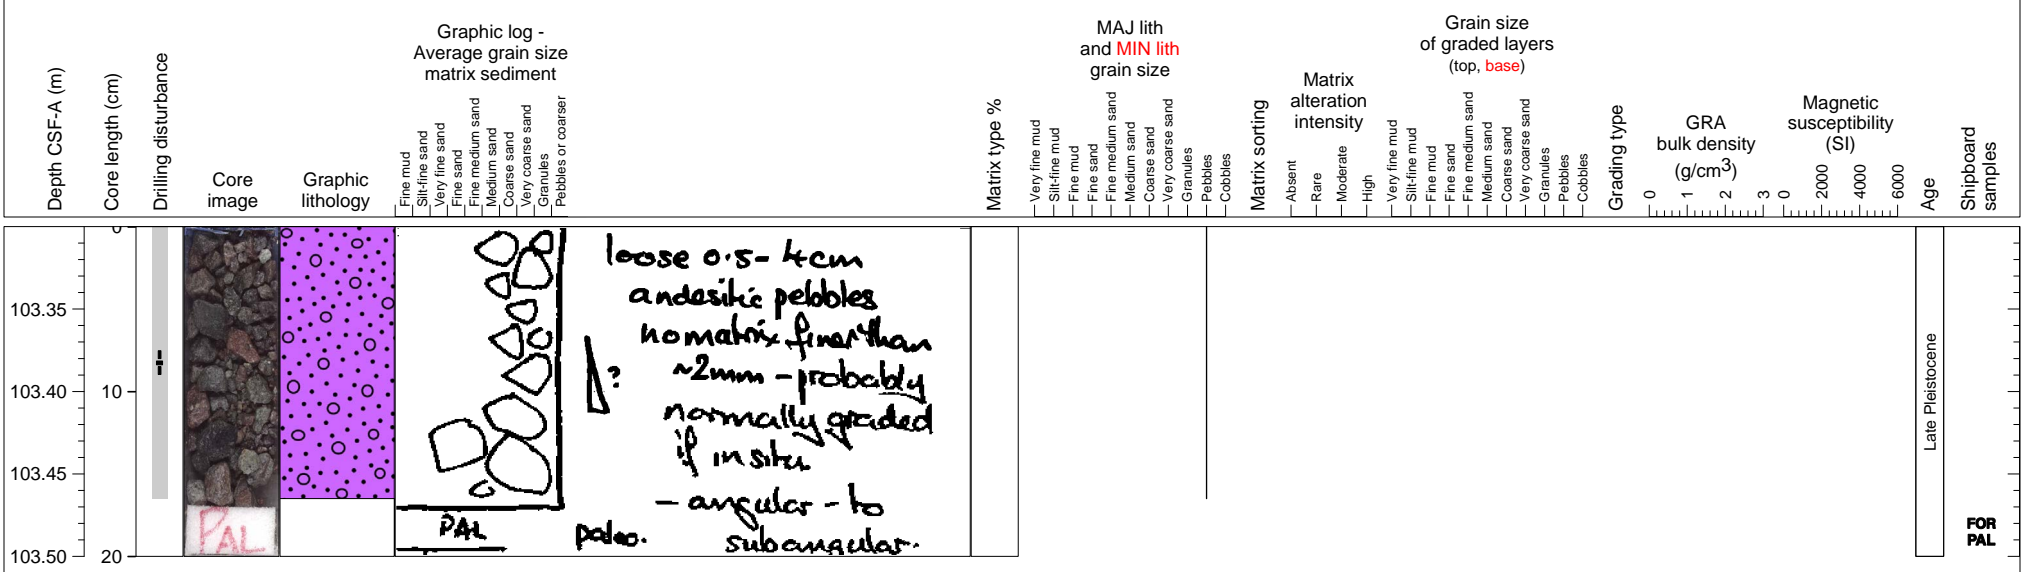 Depth CSF-A (m)
Core length (cm)
Drilling disturbance
Core
image
Graphic
lithology
Graphic log -
Average grain size
matrix sediment
Fine mud
Silt-fine sand
Very fine sand
Fine sand
Fine medium sand
Medium sand
Coarse sand
Very coarse sand
Granules
Pebbles or coarser
Matrix type %
MAJ lith
and MIN lith
grain size
Very fine mud
Silt-fine mud
Fine mud
Fine sand
Fine medium sand
Medium sand
Coarse sand
Very coarse sand
Granules
Pebbles
Cobbles
Matrix sorting
Matrix
alteration
intensity
Absent
Rare
Moderate
High
Grain size
of graded layers
(top, base)
Very fine mud
Silt-fine mud
Fine mud
Fine sand
Fine medium sand
Medium sand
Coarse sand
Very coarse sand
Granules
Pebbles
Cobbles
Grading type
GRA
bulk density
(g/cm3)
0 1 2 3
Magnetic
susceptibility
(SI)
0 2000 4000 6000
Age
Shipboard
samples
0
103.35
103.40 10
103.45
103.50 20
PAL
loose 0.5-4cm
andesitic pebbles
no matrix finer than
~2mm - probably
normally graded
if in situ
- angular - to
subangular.
?
PAL
paleo.
Late Pleistocene
FOR
PAL